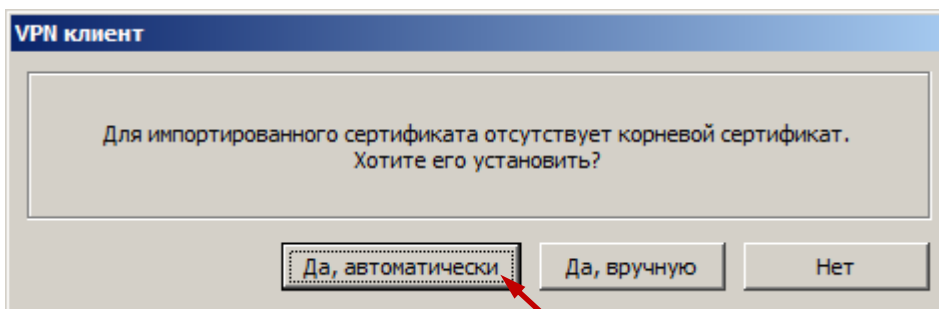 VPN клиент
Для импортированного сертификата отсутствует корневой сертификат.
Хотите его установить?
Да, автоматически Да, вручную Нет